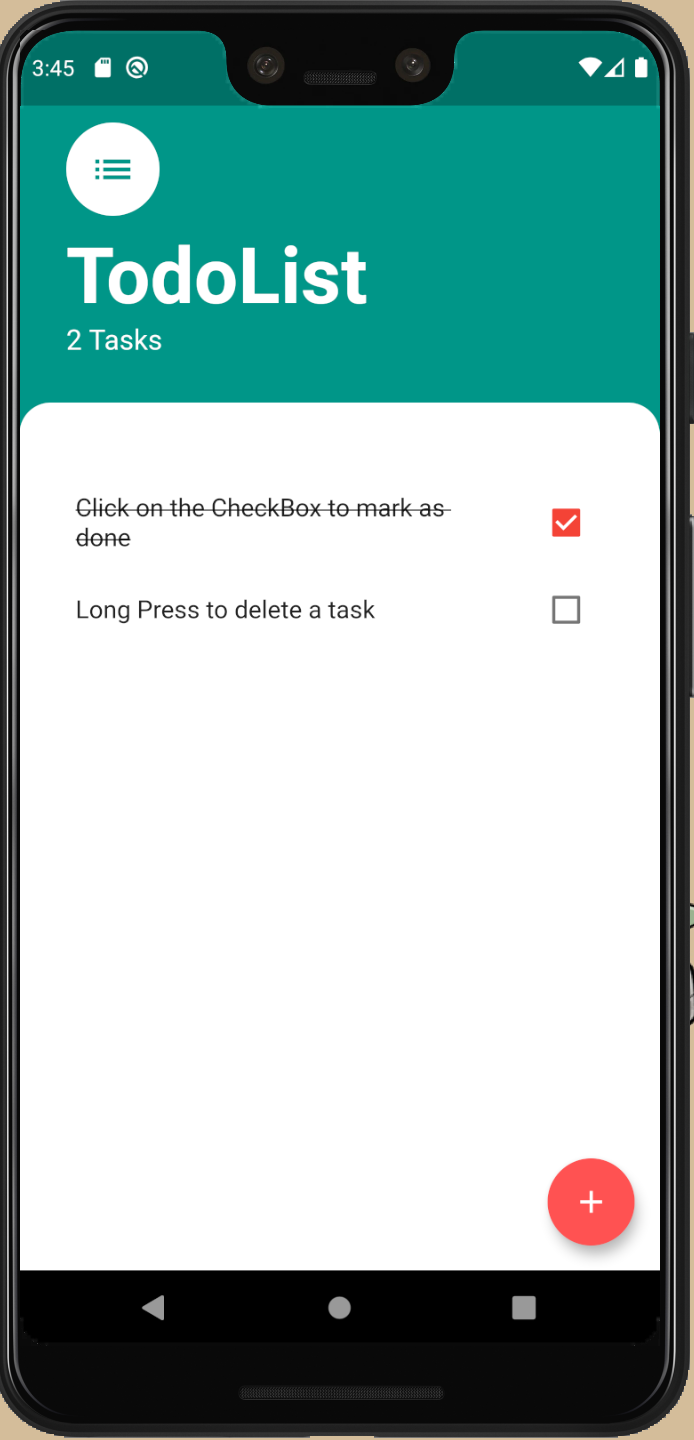 3:45
TodoList
2 Tasks
Click on the CheckBox to mark as
done
Long Press to delete a task